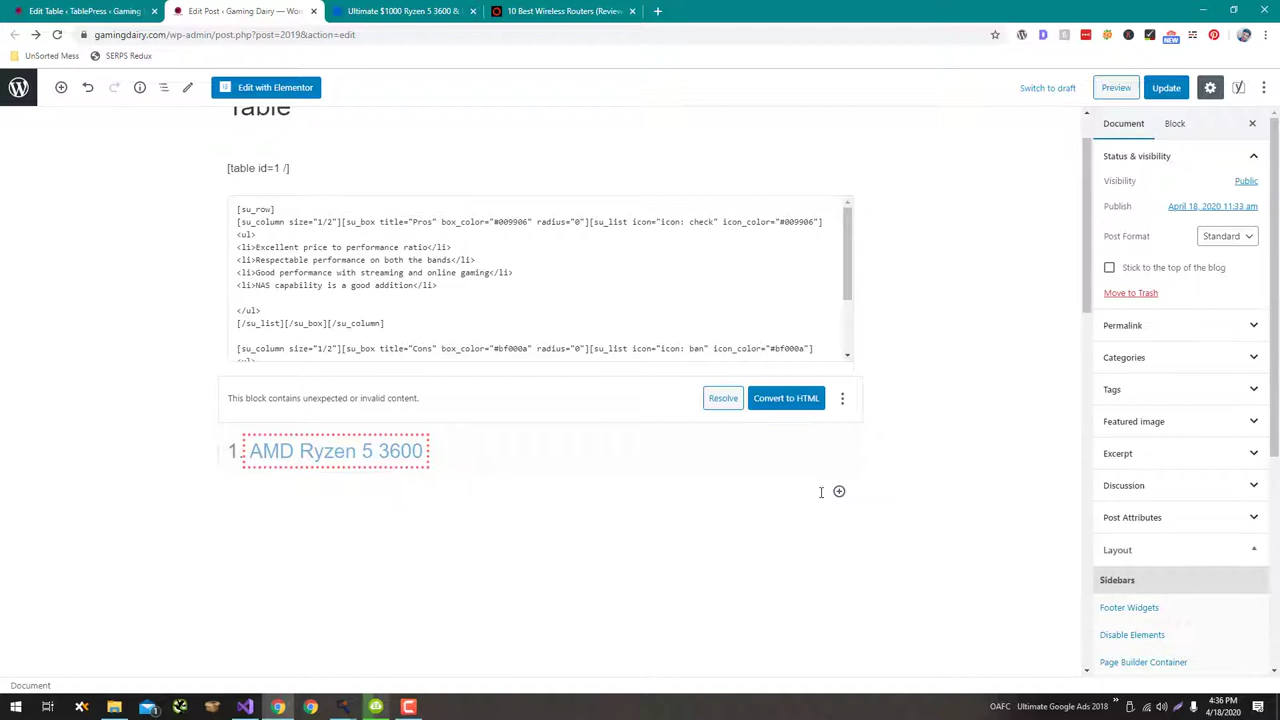 Edit Table ‹ TablePress ‹ Gaming
Edit Post ‹ Gaming Dairy — Wor
Ultimate $1000 Ryzen 5 3600 &
10 Best Wireless Routers (Review
gamingdairy.com/wp-admin/post.php?post=2019&action=edit
UnSorted Mess
SERPS Redux
Edit with Elementor
Switch to draft
Preview
Update
Table
Document
Block
[table id=1 /]
Status & visibility
Visibility
Public
Publish
April 18, 2020 11:33 am
Post Format
Standard
Stick to the top of the blog
Move to Trash
[su_row]
[su_column size="1/2"][su_box title="Pros" box_color="#009906" radius="0"][su_list icon="icon: check" icon_color="#009906"]
<ul>
<li>Excellent price to performance ratio</li>
<li>Respectable performance on both the bands</li>
<li>Good performance with streaming and online gaming</li>
<li>NAS capability is a good addition</li>
</ul>
[/su_list][/su_box][/su_column]
[su_column size="1/2"][su_box title="Cons" box_color="#bf000a" radius="0"][su_list icon="icon: ban" icon_color="#bf000a"]
<ul>
Permalink
Categories
Tags
Featured image
Excerpt
Discussion
Post Attributes
Layout
Sidebars
Footer Widgets
Disable Elements
Page Builder Container
This block contains unexpected or invalid content.
Resolve
Convert to HTML
1. AMD Ryzen 5 3600
Document
OAFC
Ultimate Google Ads 2018
4:36 PM
4/18/2020